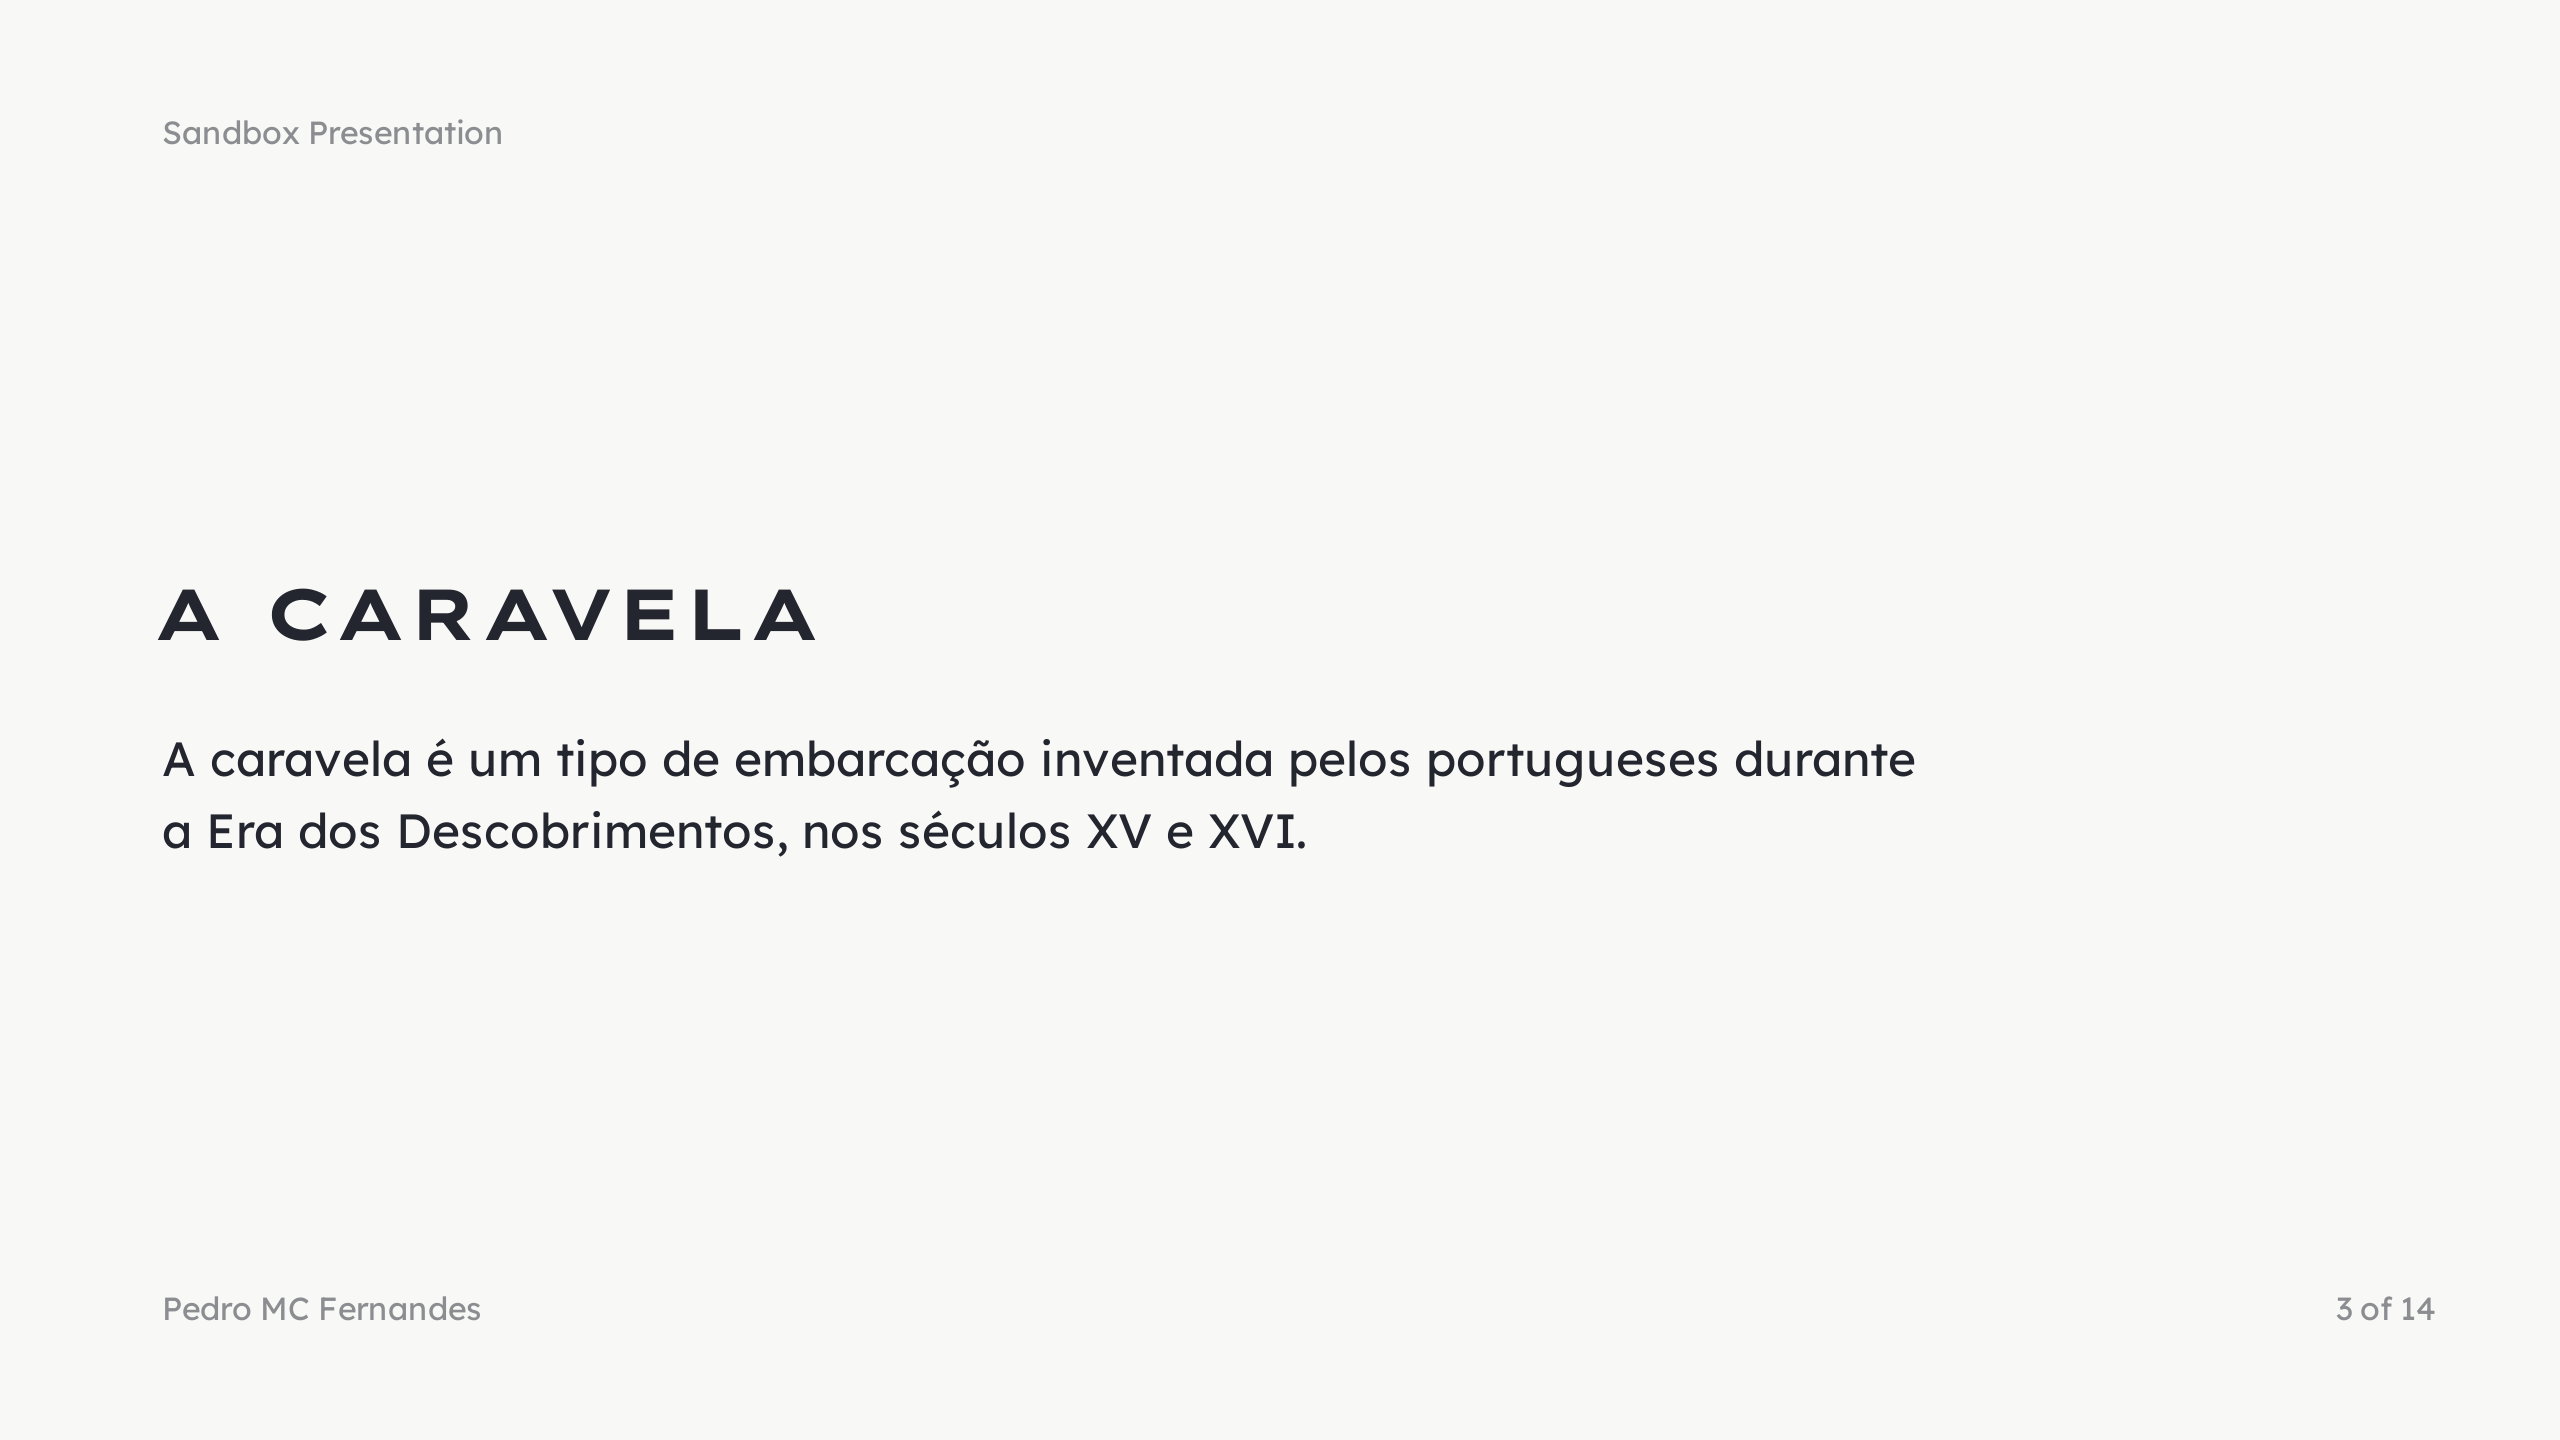 Sandbox Presentation
A CARAVELA
A caravela é um tipo de embarcação inventada pelos portugueses durante
a Era dos Descobrimentos, nos séculos XV e XVI.
Pedro MC Fernandes
3 of 14